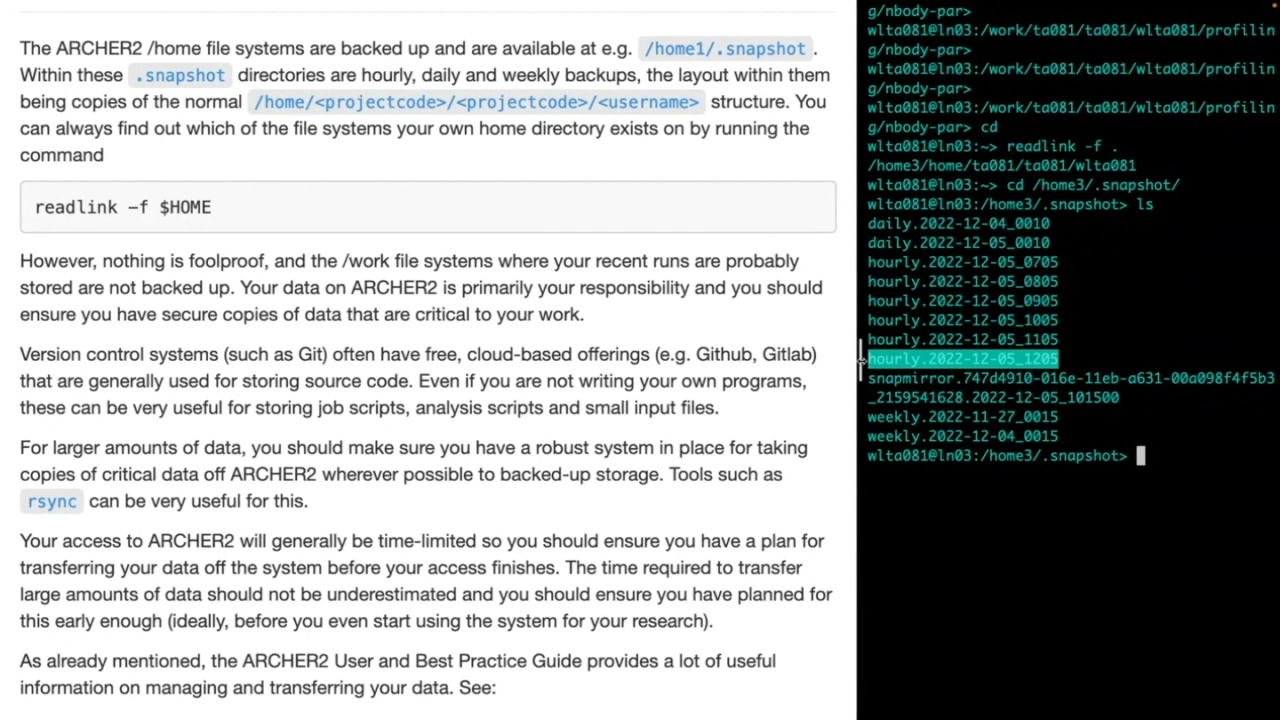 The ARCHER2 /home file systems are backed up and are available at e.g. /home1/.snapshot .
Within these .snapshot directories are hourly, daily and weekly backups, the layout within them
being copies of the normal /home/<projectcode>/<projectcode>/<username> structure. You
can always find out which of the file systems your own home directory exists on by running the
command
readlink -f $HOME
However, nothing is foolproof, and the /work file systems where your recent runs are probably
stored are not backed up. Your data on ARCHER2 is primarily your responsibility and you should
ensure you have secure copies of data that are critical to your work.
Version control systems (such as Git) often have free, cloud-based offerings (e.g. Github, Gitlab)
that are generally used for storing source code. Even if you are not writing your own programs,
these can be very useful for storing job scripts, analysis scripts and small input files.
For larger amounts of data, you should make sure you have a robust system in place for taking
copies of critical data off ARCHER2 wherever possible to backed-up storage. Tools such as
rsync can be very useful for this.
Your access to ARCHER2 will generally be time-limited so you should ensure you have a plan for
transferring your data off the system before your access finishes. The time required to transfer
large amounts of data should not be underestimated and you should ensure you have planned for
this early enough (ideally, before you even start using the system for your research).
As already mentioned, the ARCHER2 User and Best Practice Guide provides a lot of useful
information on managing and transferring your data. See:
g/nbody-par>
wlta081@ln03:/work/ta081/ta081/wlta081/profilin
g/nbody-par>
wlta081@ln03:/work/ta081/ta081/wlta081/profilin
g/nbody-par>
wlta081@ln03:/work/ta081/ta081/wlta081/profilin
g/nbody-par> cd
wlta081@ln03:~> readlink -f .
/home3/home/ta081/ta081/wlta081
wlta081@ln03:~> cd /home3/.snapshot/
wlta081@ln03:/home3/.snapshot> ls
daily.2022-12-04_0010
daily.2022-12-05_0010
hourly.2022-12-05_0705
hourly.2022-12-05_0805
hourly.2022-12-05_0905
hourly.2022-12-05_1005
hourly.2022-12-05_1105
hourly.2022-12-05_1205
snapmirror.747d4910-016e-11eb-a631-00a098f4f5b3
_2159541628.2022-12-05_101500
weekly.2022-11-27_0015
weekly.2022-12-04_0015
wlta081@ln03:/home3/.snapshot>